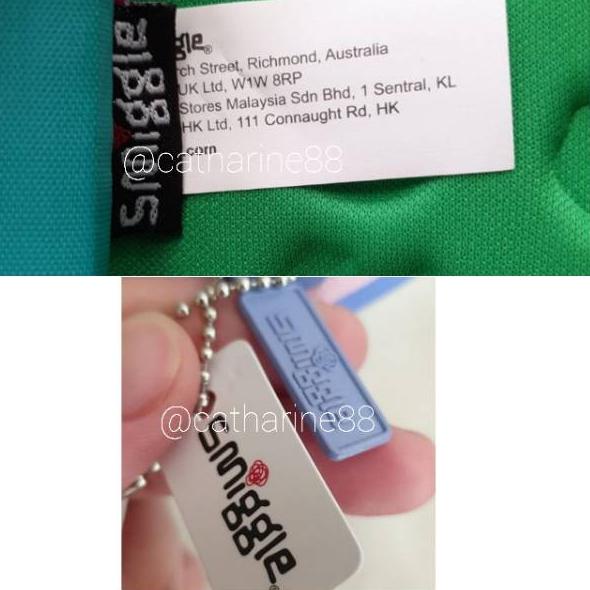 gle®
ch Street, Richmond, Australia
UK Ltd, W1W 8RP
Stores Malaysia Sdn Bhd, 1 Sentral, KL
HK Ltd, 111 Connaught Rd, HK
.com
smiggle
@catharine88
smiggle
@catharine88
smiggle®